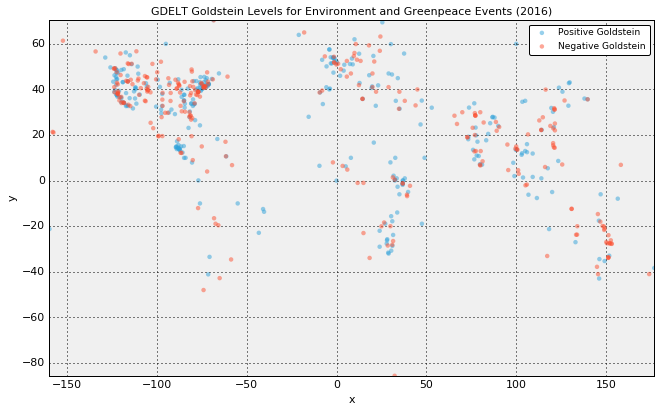 GDELT Goldstein Levels for Environment and Greenpeace Events (2016)
Positive Goldstein
Negative Goldstein
60
40
20
0
−20
−40
−60
−80
y
−150 −100 −50 0 50 100 150
x